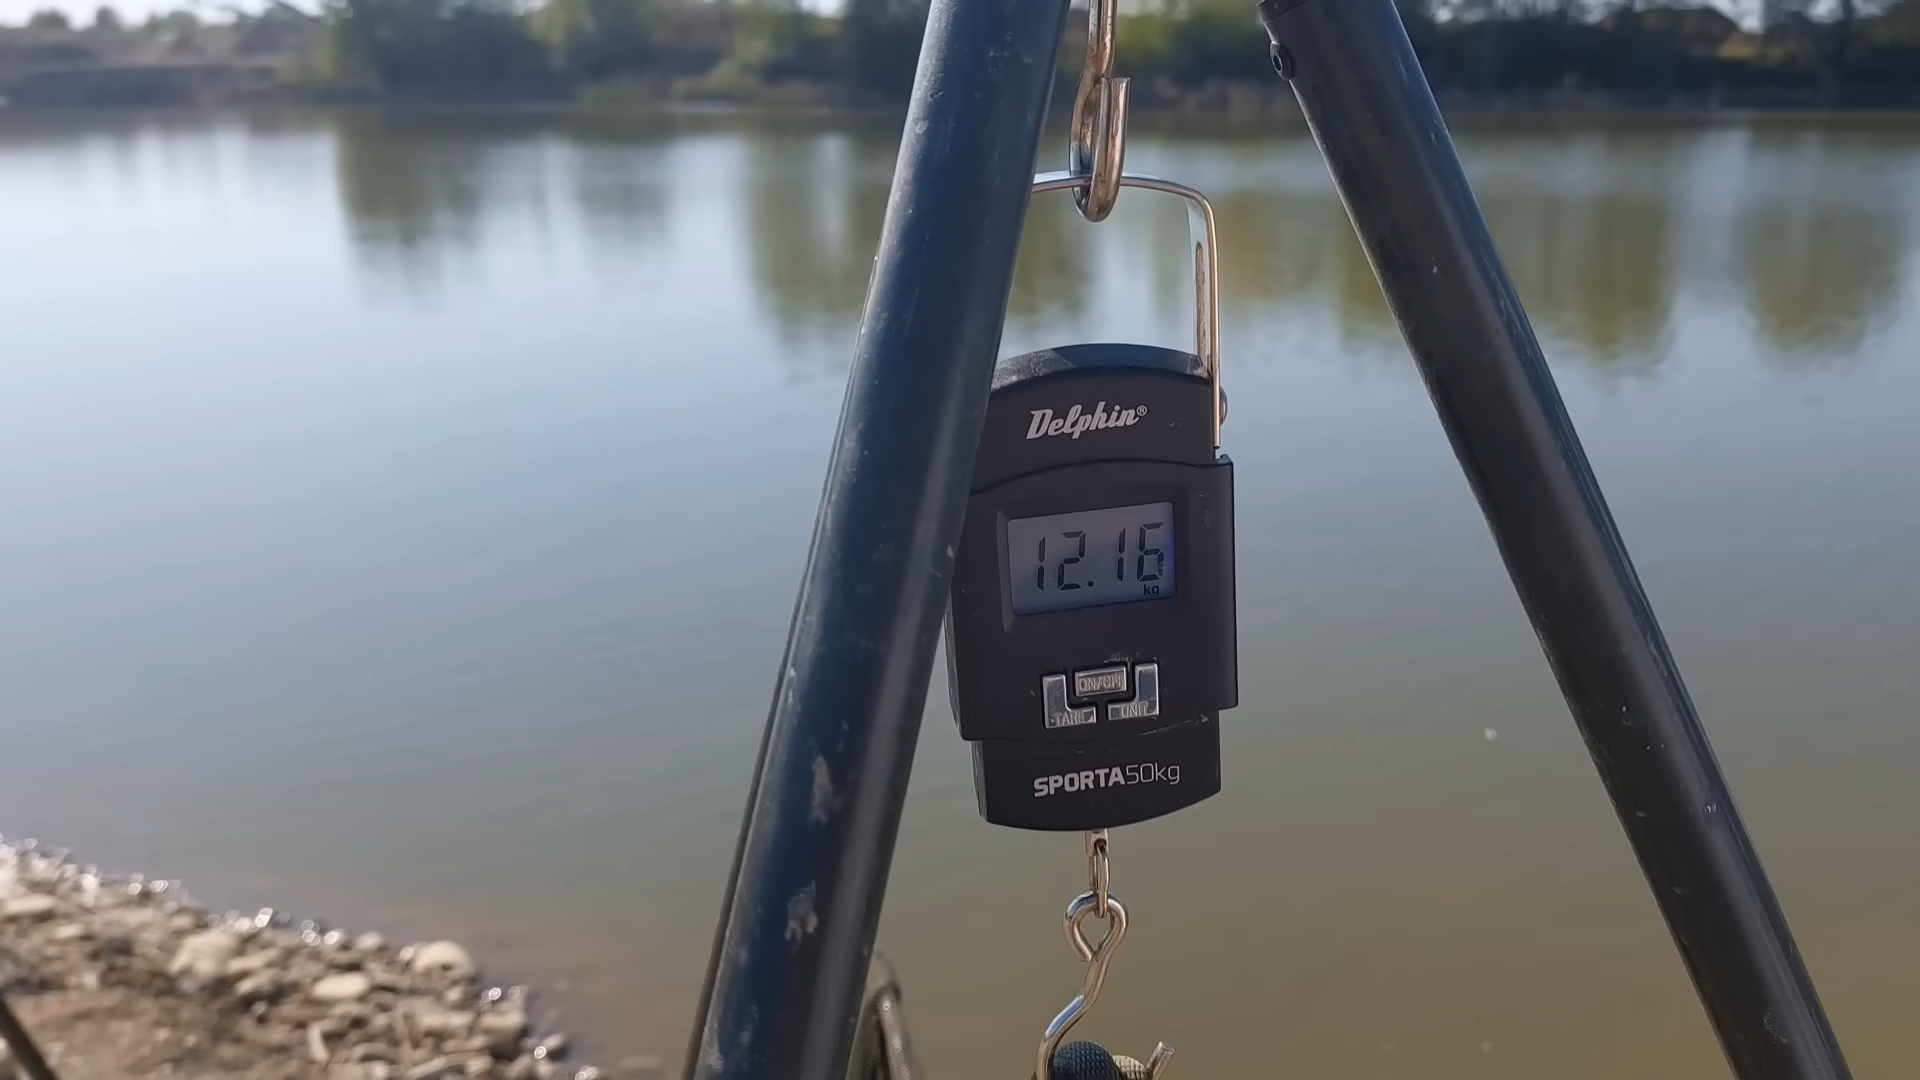 Delphin®
12.16
kg
ON/OFF
TARE UNIT
SPORTA50kg